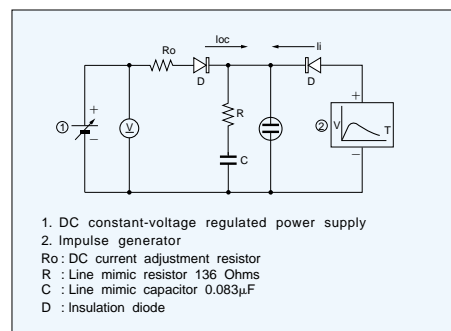 Ioc
Ii
Ro
D
D
+
①
−
V
R
C
+
②
V
T
−
1. DC constant-voltage regulated power supply
2. Impulse generator
Ro : DC current adjustment resistor
R : Line mimic resistor 136 Ohms
C : Line mimic capacitor 0.083µF
D : Insulation diode